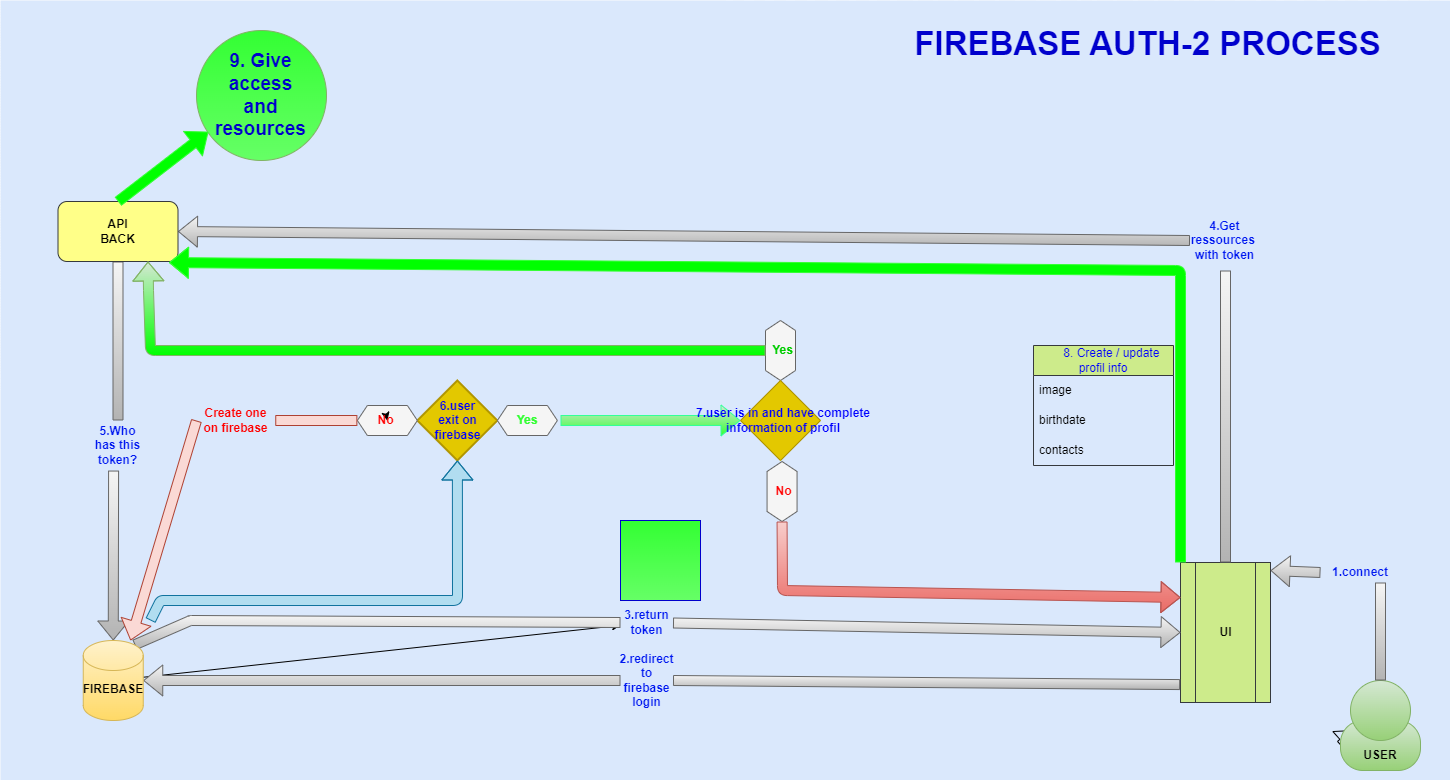 FIREBASE AUTH-2 PROCESS
9. Give
access
and
resources
API
BACK
4.Get
ressources
with token
Yes
8. Create / update
profil info
image
birthdate
contacts
Create one
on firebase
No
6.user
exit on
firebase
Yes
7.user is in and have complete
information of profil
5.Who
has this
token?
No
1.connect
3.return
token
UI
2.redirect
to
firebase
login
FIREBASE
USER